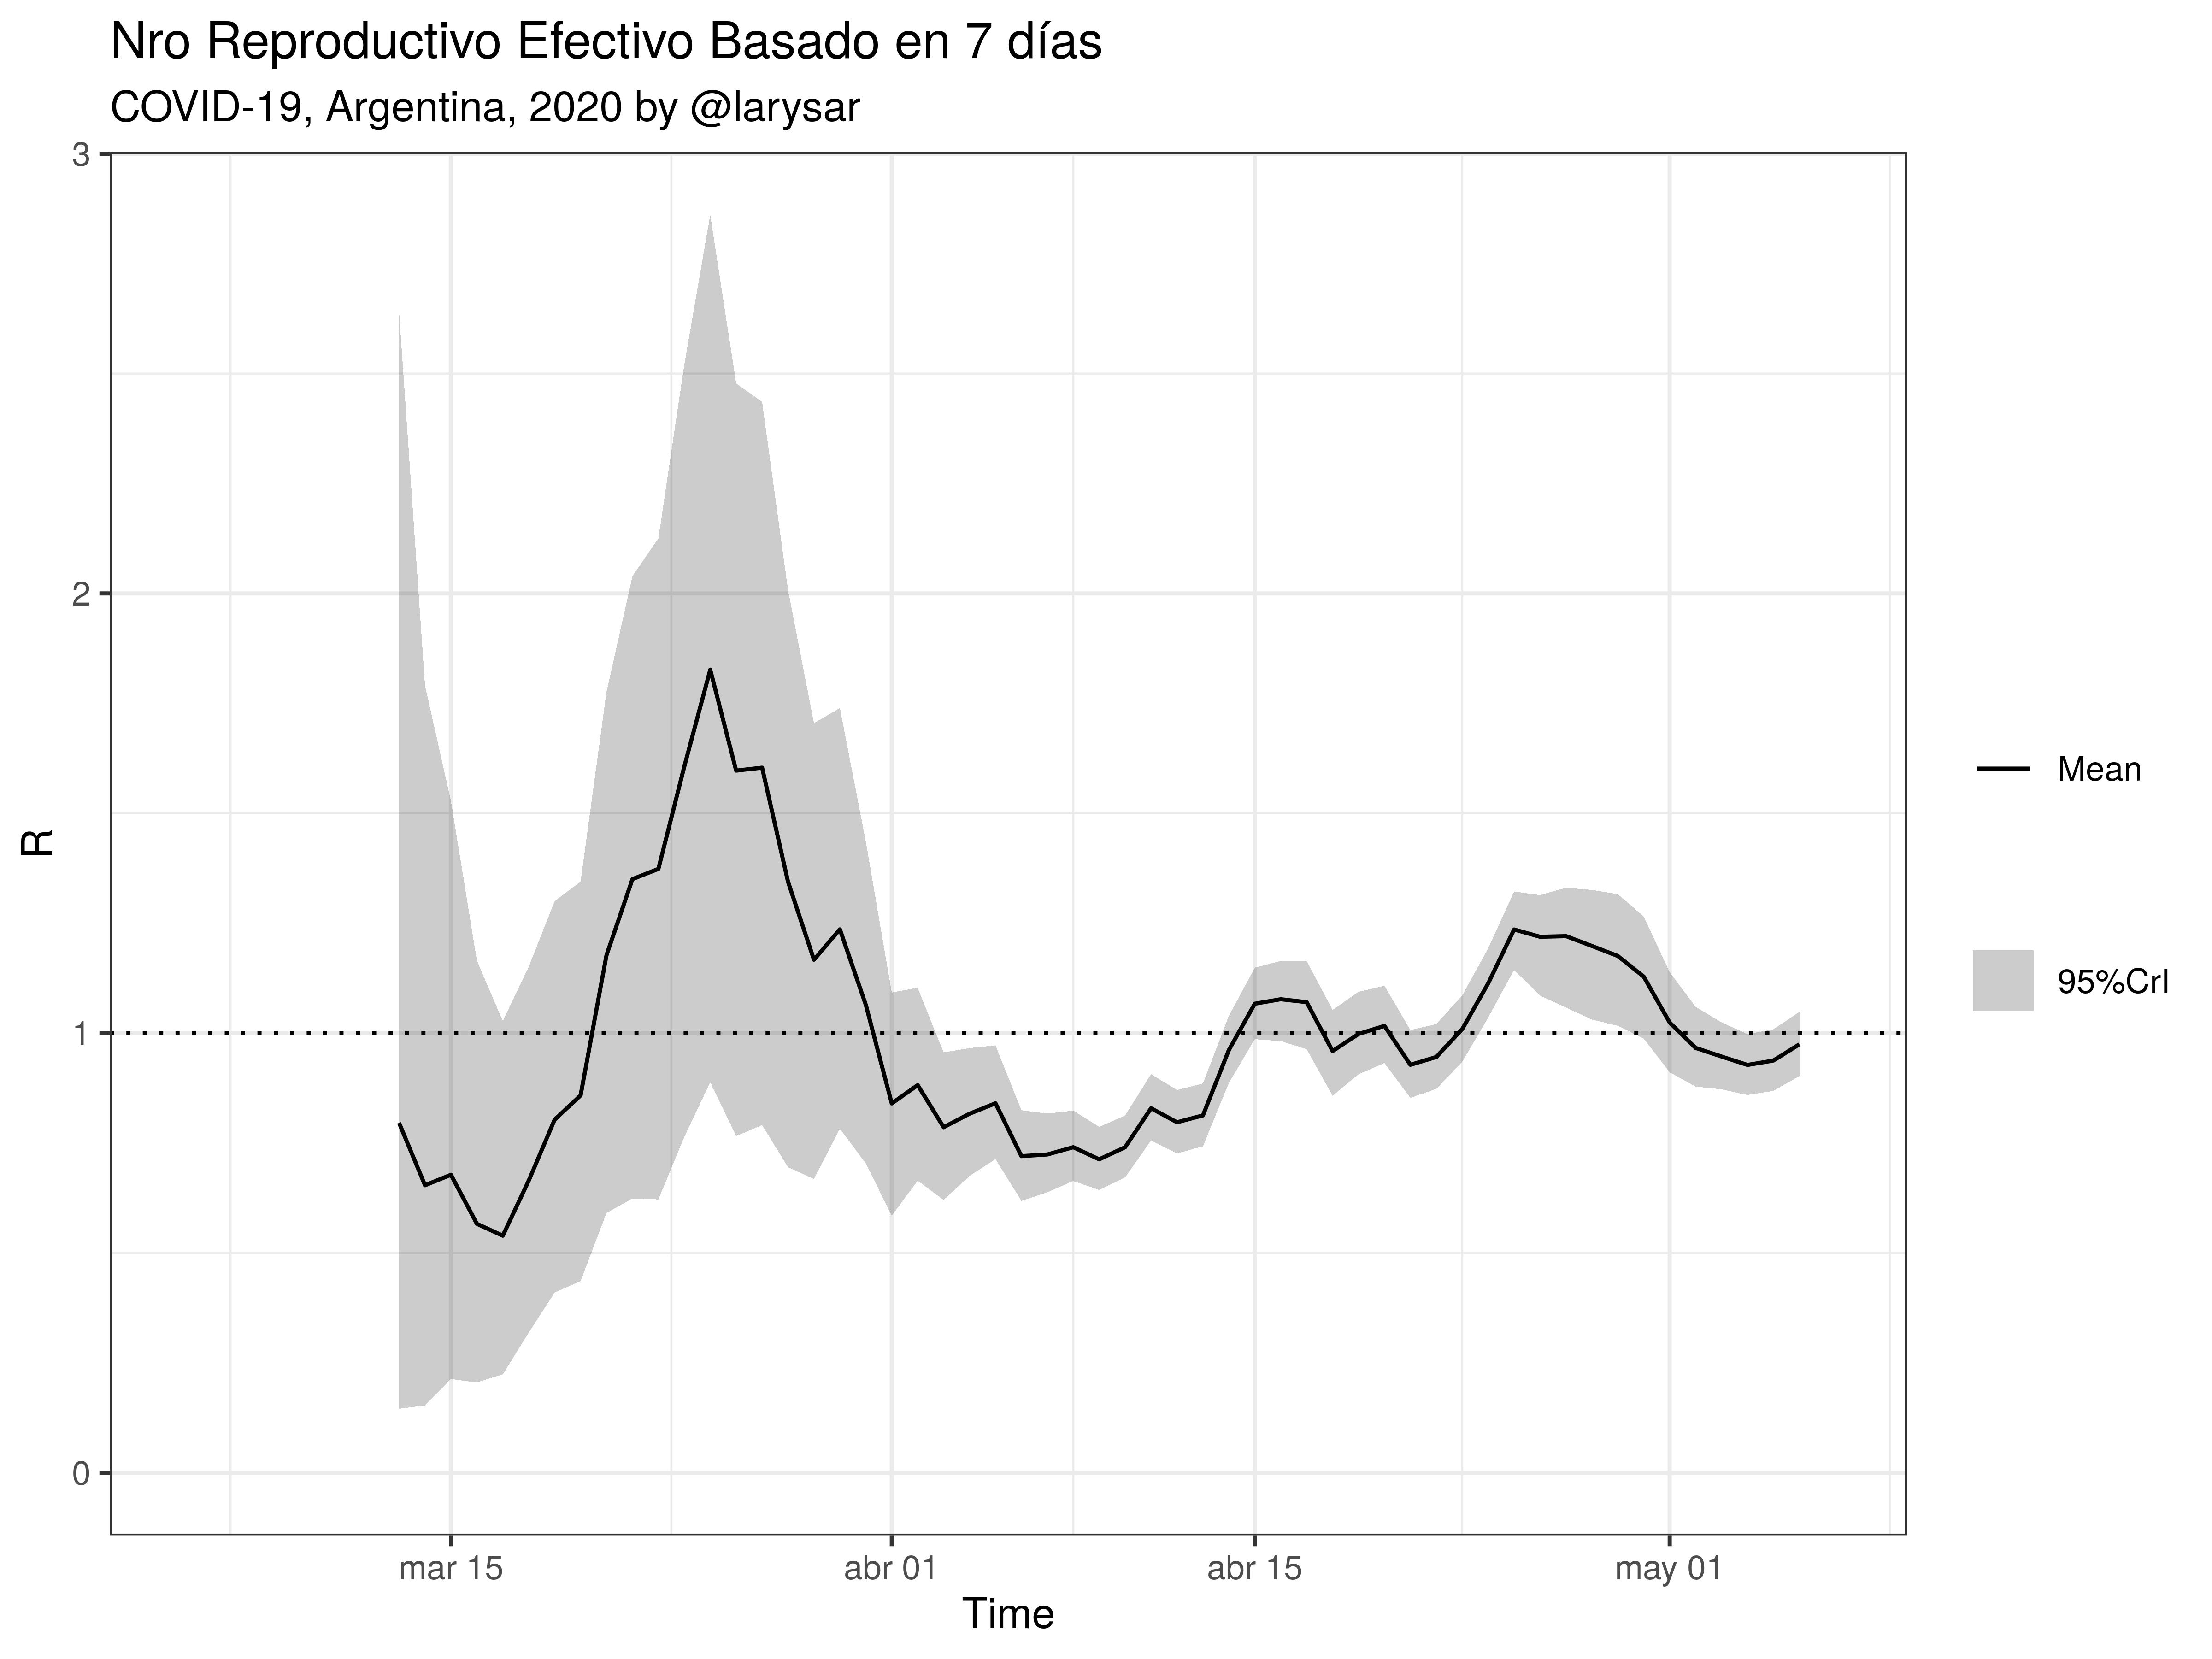 Nro Reproductivo Efectivo Basado en 7 días
COVID-19, Argentina, 2020 by @larysar
3
2
1
0
R
mar 15
abr 01
abr 15
may 01
Time
Mean
95%CrI